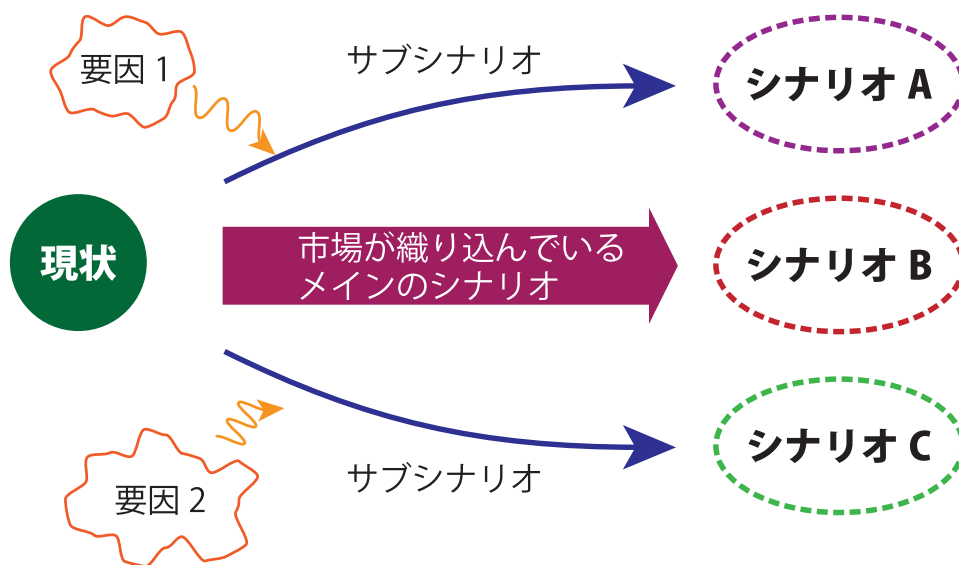 要因 1
サブシナリオ
シナリオ A
現状
市場が織り込んでいる
メインのシナリオ
シナリオ B
シナリオ C
サブシナリオ
要因 2